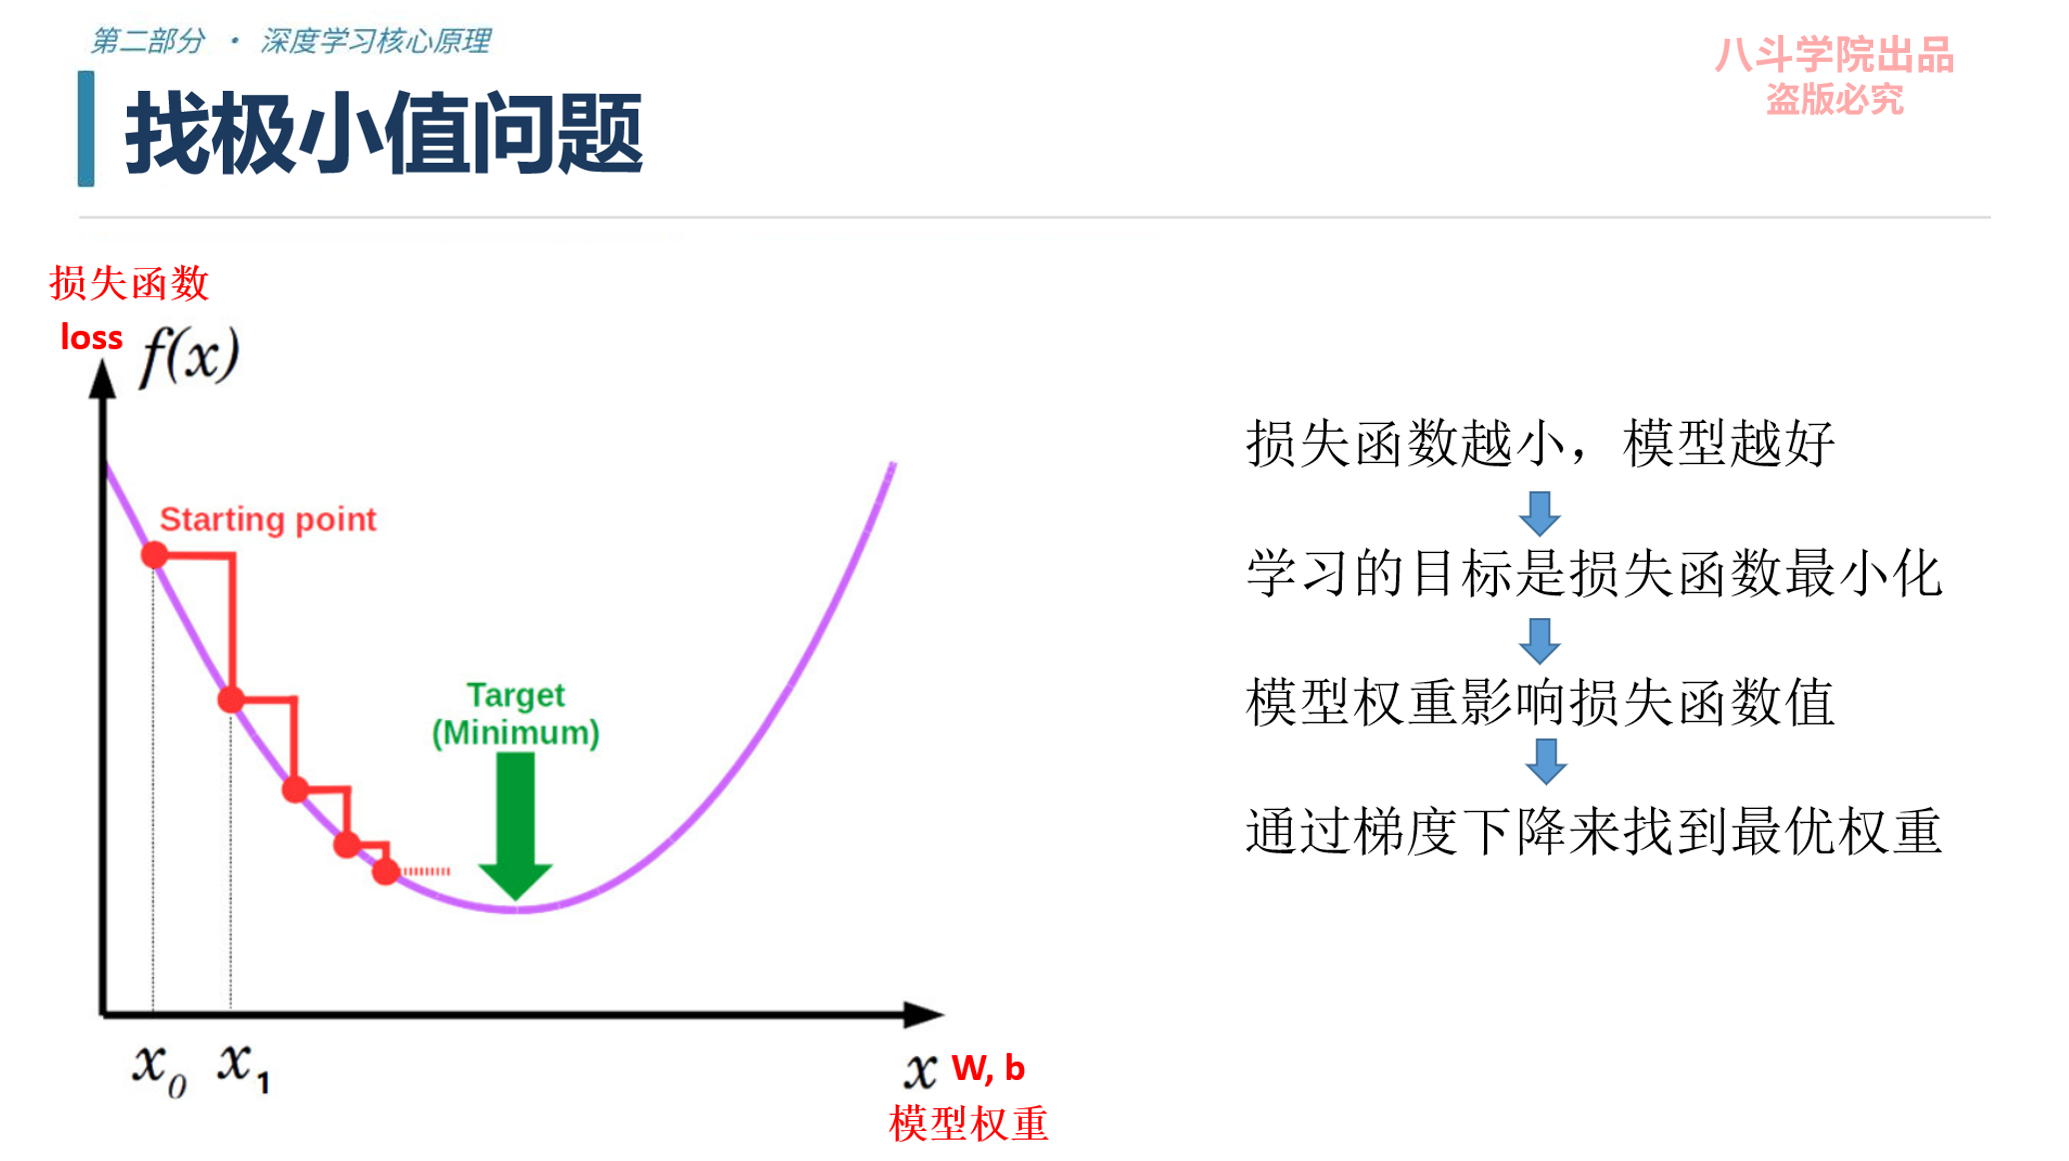 第二部分 · 深度学习核心原理
八斗学院出品
盗版必究
找极小值问题
损失函数
loss
f(x)
Starting point
Target
(Minimum)
x₀ x₁
x W, b
模型权重
损失函数越小，模型越好
学习的目标是损失函数最小化
模型权重影响损失函数值
通过梯度下降来找到最优权重